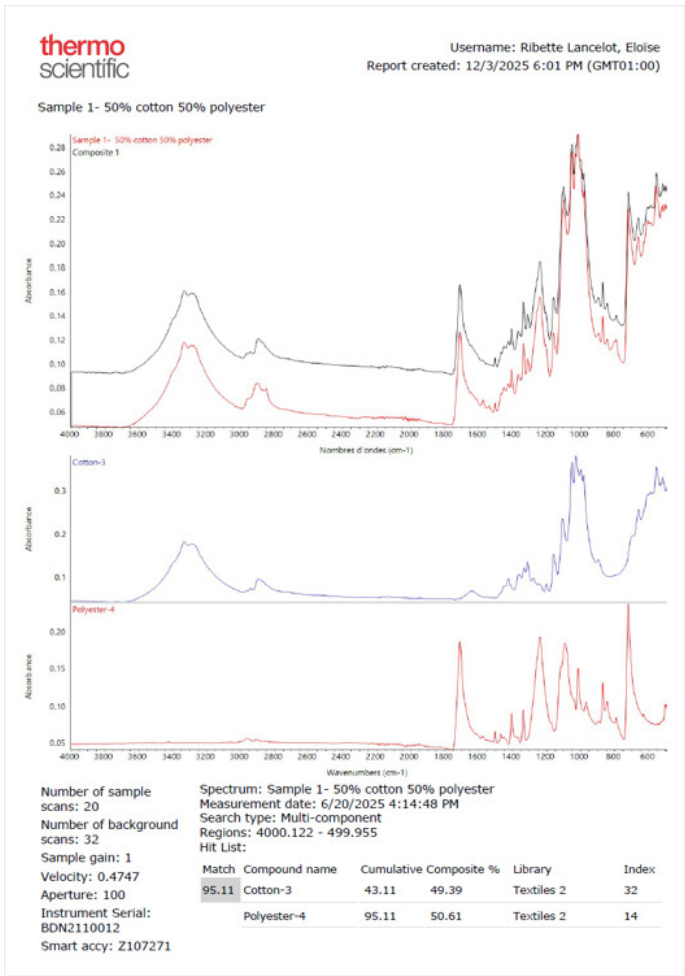 thermo
scientific
Username: Ribette Lancelot, Eloïse
Report created: 12/3/2025 6:01 PM (GMT01:00)
Sample 1- 50% cotton 50% polyester
Sample 1- 50% cotton 50% polyester
Composite 1
0.28
0.26
0.24
0.22
0.20
0.18
0.16
0.14
0.12
0.10
0.08
0.06
Absorbance
4000 3800 3600 3400 3200 3000 2800 2600 2400 2200 2000 1800 1600 1400 1200 1000 800 600
Nombres d'ondes (cm-1)
Cotton-3
0.3
0.2
0.1
Absorbance
Polyester-4
0.20
0.15
0.10
0.05
Absorbance
4000 3800 3600 3400 3200 3000 2800 2600 2400 2200 2000 1800 1600 1400 1200 1000 800 600
Wavenumbers (cm-1)
Number of sample
scans: 20
Number of background
scans: 32
Sample gain: 1
Velocity: 0.4747
Aperture: 100
Instrument Serial:
BDN2110012
Smart accy: Z107271
Spectrum: Sample 1- 50% cotton 50% polyester
Measurement date: 6/20/2025 4:14:48 PM
Search type: Multi-component
Regions: 4000.122 - 499.955
Hit List:
Match Compound name Cumulative Composite % Library Index
95.11 Cotton-3 43.11 49.39 Textiles 2 32
Polyester-4 95.11 50.61 Textiles 2 14